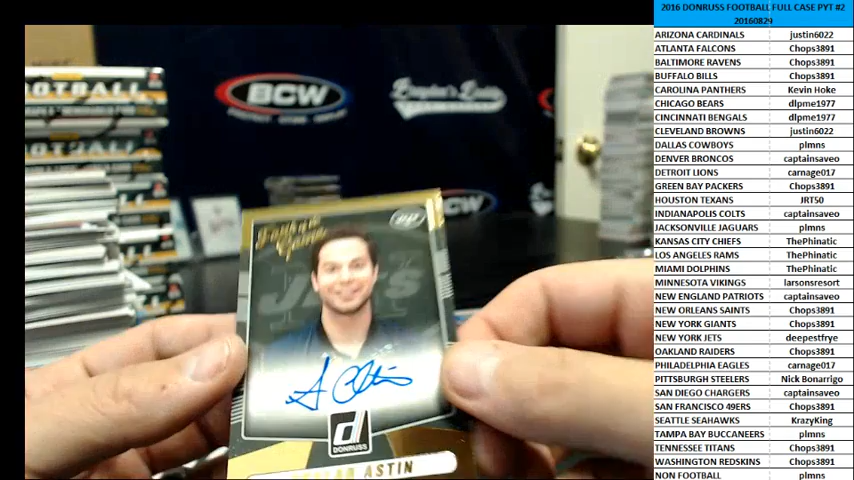 2016 DONRUSS FOOTBALL FULL CASE PYT #2
20160829
ARIZONA CARDINALS justin6022
ATLANTA FALCONS Chops3891
BALTIMORE RAVENS Chops3891
BUFFALO BILLS Chops3891
CAROLINA PANTHERS Kevin Hoke
CHICAGO BEARS dlpme1977
CINCINNATI BENGALS dlpme1977
CLEVELAND BROWNS justin6022
DALLAS COWBOYS plmns
DENVER BRONCOS captainsaveo
DETROIT LIONS carnage017
GREEN BAY PACKERS Chops3891
HOUSTON TEXANS JRT50
INDIANAPOLIS COLTS captainsaveo
JACKSONVILLE JAGUARS plmns
KANSAS CITY CHIEFS ThePhinatic
LOS ANGELES RAMS ThePhinatic
MIAMI DOLPHINS ThePhinatic
MINNESOTA VIKINGS larsonsresort
NEW ENGLAND PATRIOTS captainsaveo
NEW ORLEANS SAINTS Chops3891
NEW YORK GIANTS Chops3891
NEW YORK JETS deepestfrye
OAKLAND RAIDERS Chops3891
PHILADELPHIA EAGLES carnage017
PITTSBURGH STEELERS Nick Bonarrigo
SAN DIEGO CHARGERS captainsaveo
SAN FRANCISCO 49ERS Chops3891
SEATTLE SEAHAWKS KrazyKing
TAMPA BAY BUCCANEERS plmns
TENNESSEE TITANS Chops3891
WASHINGTON REDSKINS Chops3891
NON FOOTBALL plmns
BCW
JETS
d
DONRUSS
ASTIN